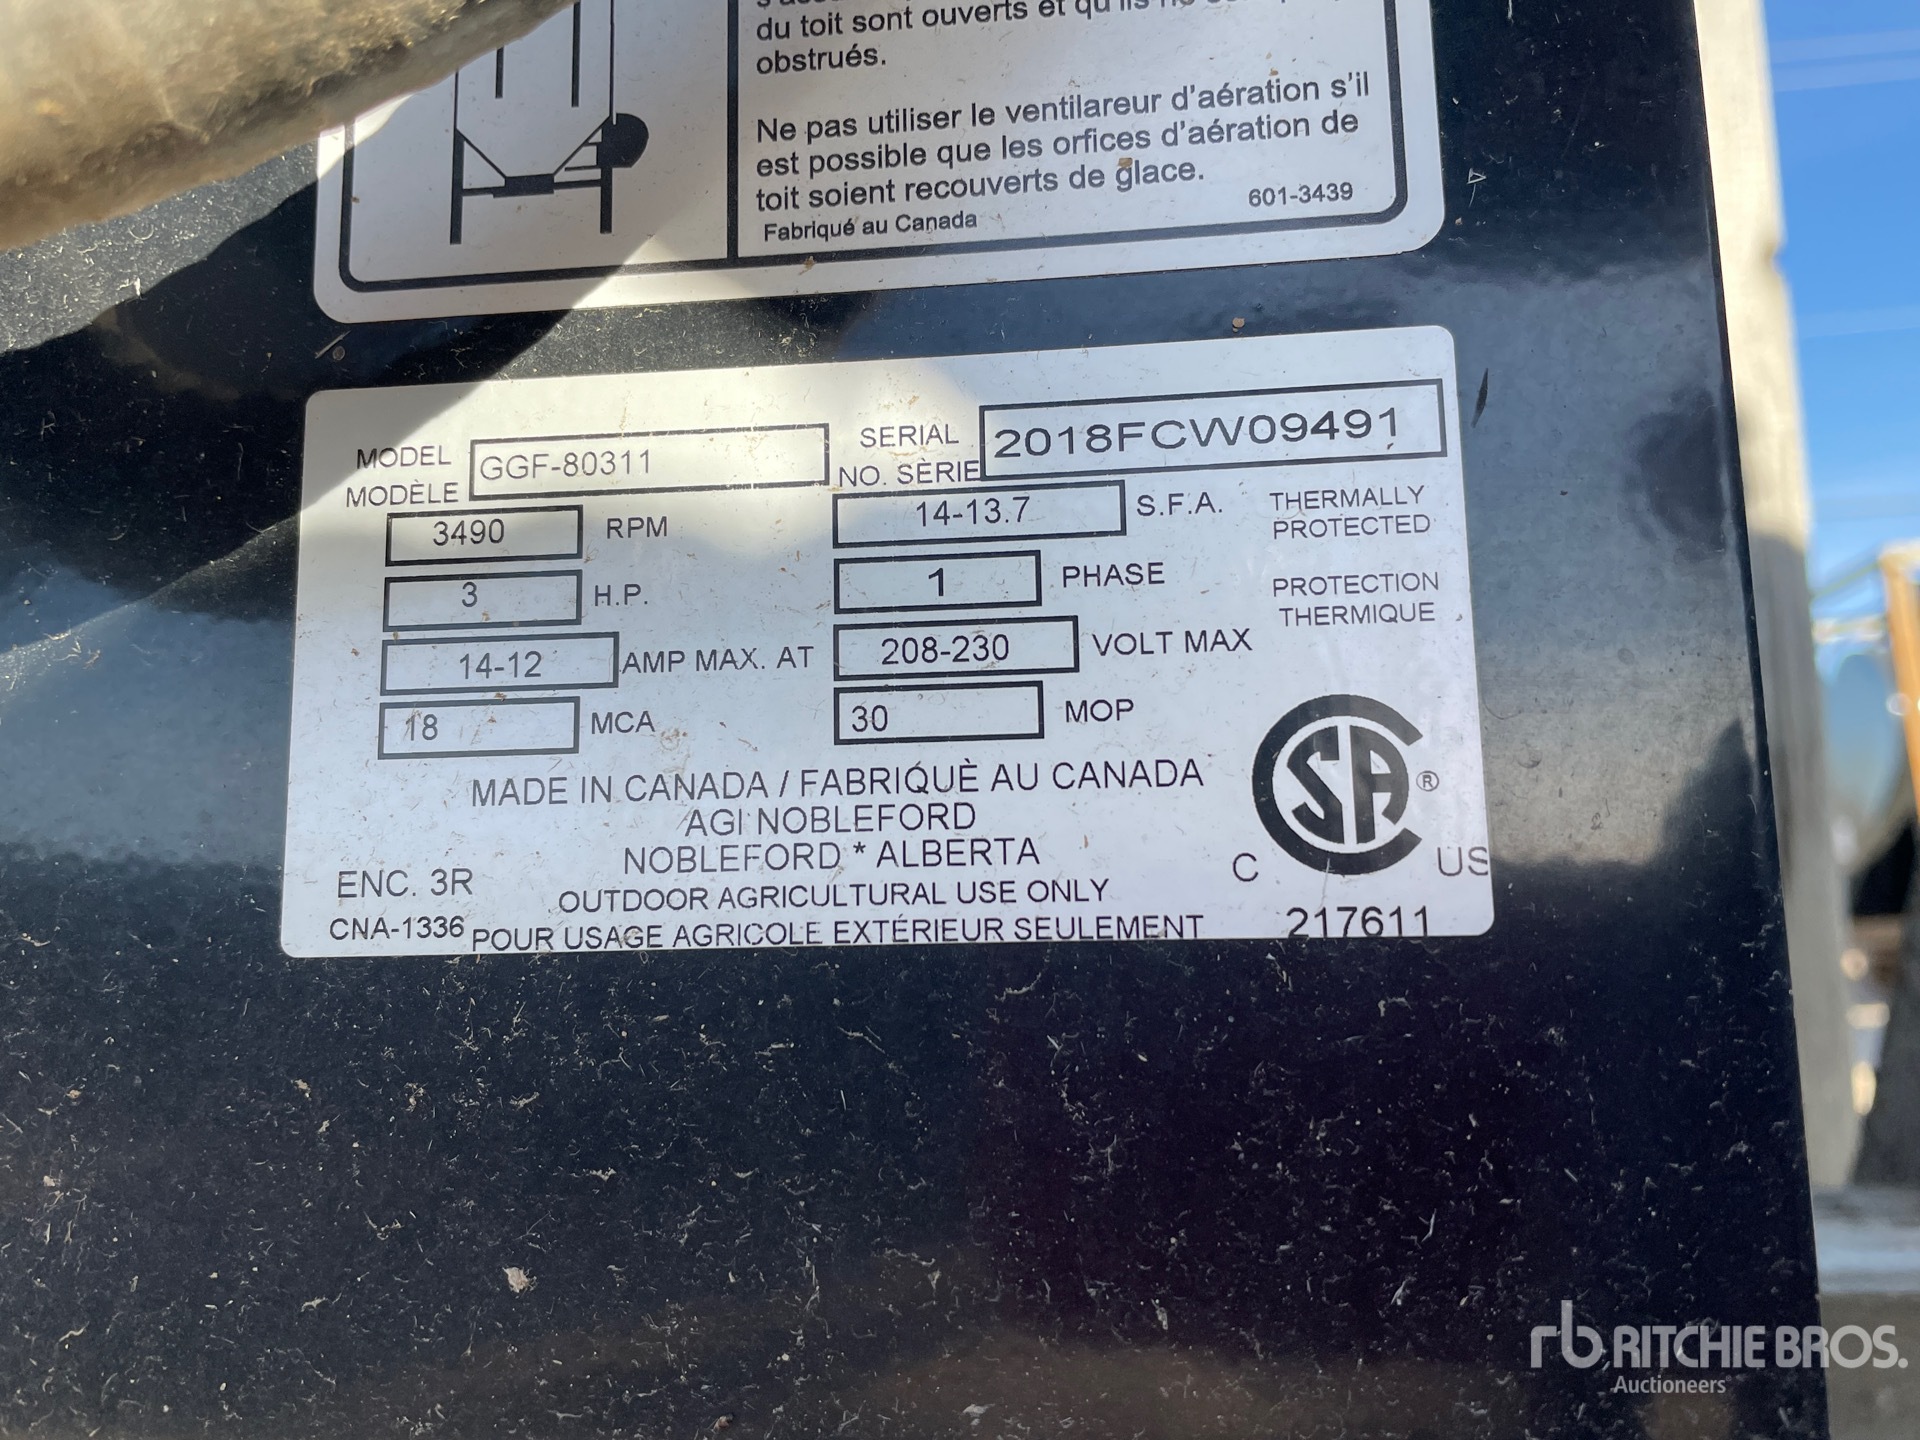 du toit sont ouverts et qu'ils ne
obstrués.
Ne pas utiliser le ventilareur d'aération s'il
est possible que les orfices d'aération de
toit soient recouverts de glace.
Fabriqué au Canada
601-3439
MODEL
MODÈLE
GGF-80311
SERIAL
NO. SÈRIE
2018FCW09491
3490 RPM
14-13.7 S.F.A.
THERMALLY
PROTECTED
3 H.P.
1 PHASE
PROTECTION
THERMIQUE
14-12 AMP MAX. AT
208-230 VOLT MAX
18 MCA
30 MOP
MADE IN CANADA / FABRIQUÈ AU CANADA
AGI NOBLEFORD
NOBLEFORD * ALBERTA
ENC. 3R
OUTDOOR AGRICULTURAL USE ONLY
CNA-1336
POUR USAGE AGRICOLE EXTÉRIEUR SEULEMENT
C SA ® US
217611
rb RITCHIE BROS.
Auctioneers